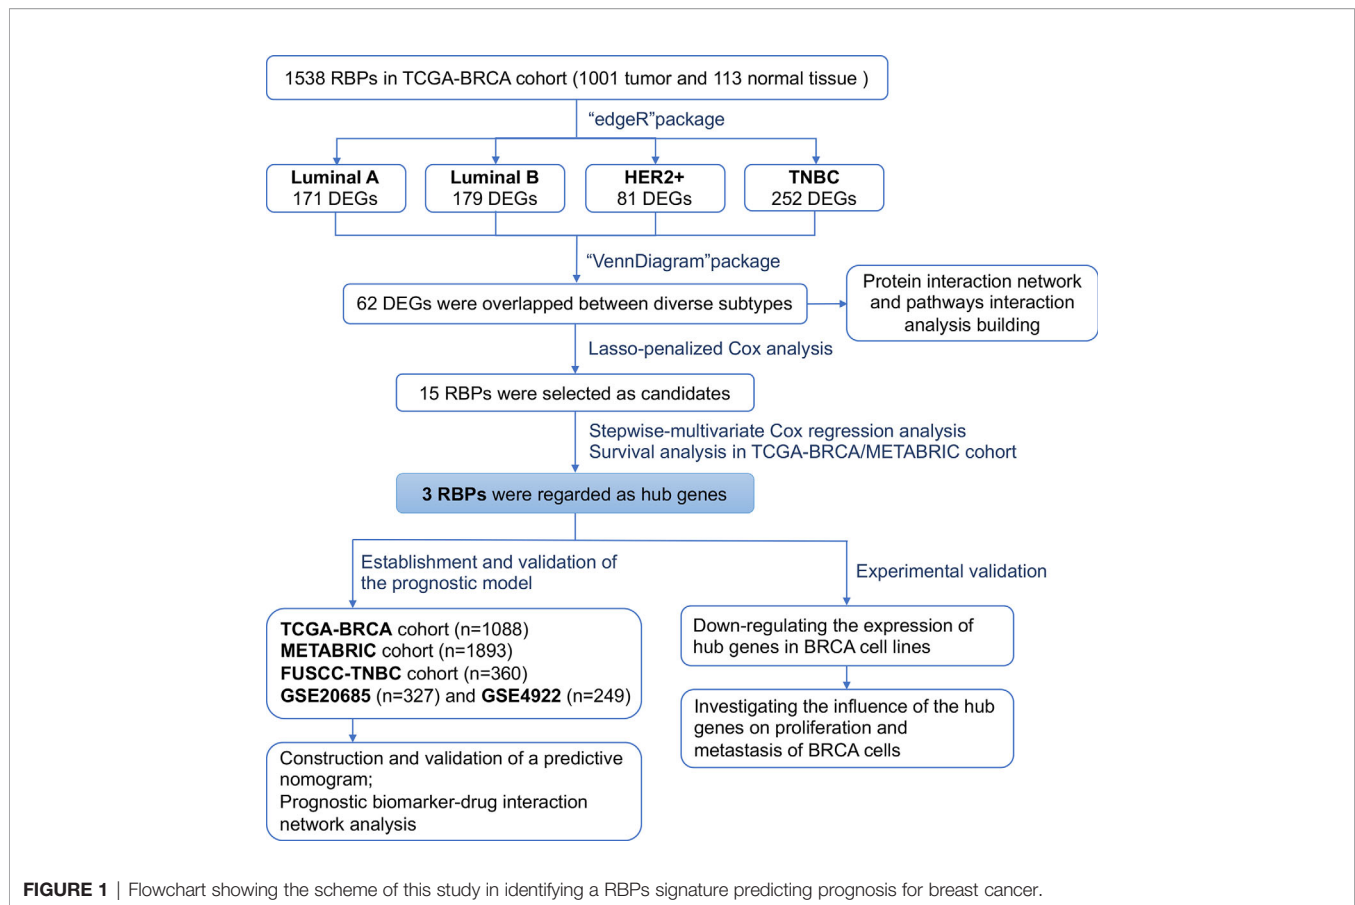 1538 RBPs in TCGA-BRCA cohort (1001 tumor and 113 normal tissue )
“edgeR”package
Luminal A
171 DEGs
Luminal B
179 DEGs
HER2+
81 DEGs
TNBC
252 DEGs
“VennDiagram”package
62 DEGs were overlapped between diverse subtypes
Protein interaction network
and pathways interaction
analysis building
Lasso-penalized Cox analysis
15 RBPs were selected as candidates
Stepwise-multivariate Cox regression analysis
Survival analysis in TCGA-BRCA/METABRIC cohort
3 RBPs were regarded as hub genes
Establishment and validation of
the prognostic model
TCGA-BRCA cohort (n=1088)
METABRIC cohort (n=1893)
FUSCC-TNBC cohort (n=360)
GSE20685 (n=327) and GSE4922 (n=249)
Construction and validation of a predictive
nomogram;
Prognostic biomarker-drug interaction
network analysis
Experimental validation
Down-regulating the expression of
hub genes in BRCA cell lines
Investigating the influence of the hub
genes on proliferation and
metastasis of BRCA cells
FIGURE 1 | Flowchart showing the scheme of this study in identifying a RBPs signature predicting prognosis for breast cancer.